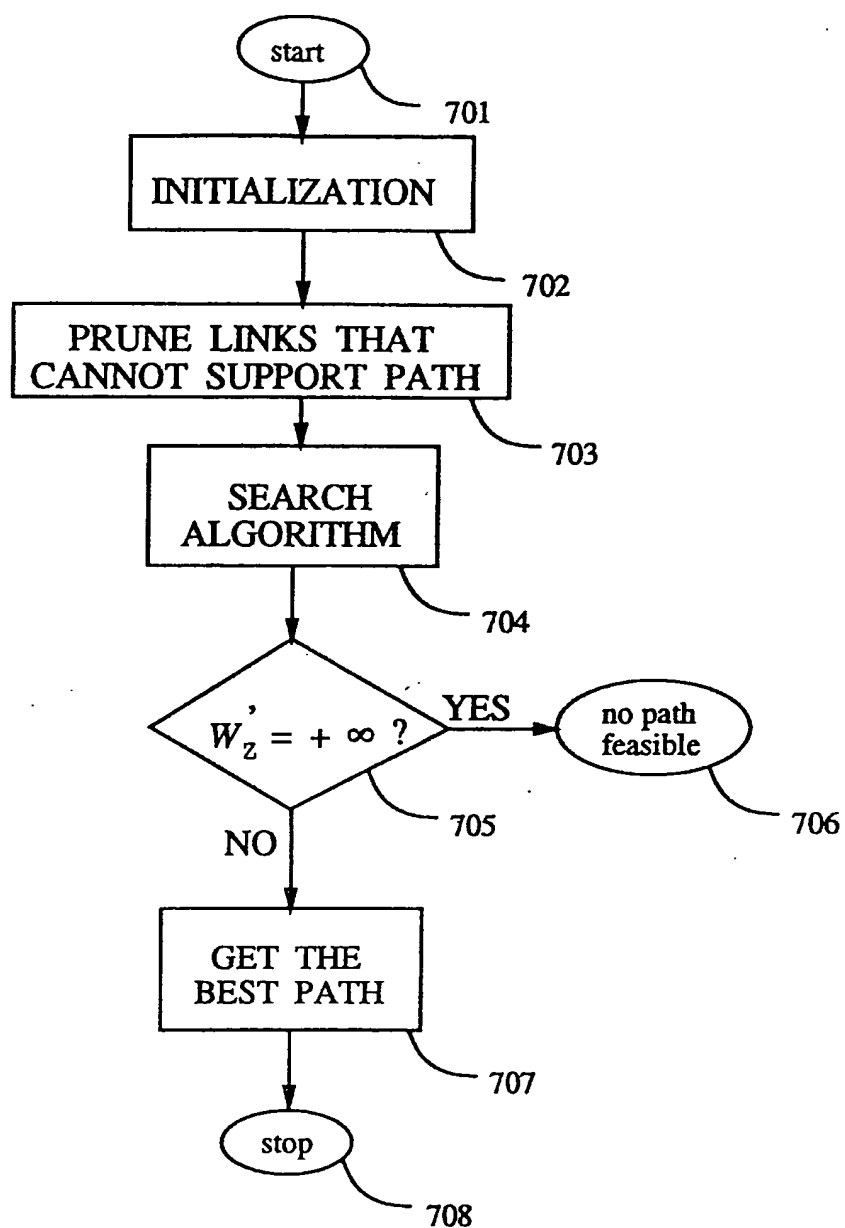 start
701
INITIALIZATION
702
PRUNE LINKS THAT
CANNOT SUPPORT PATH
703
SEARCH
ALGORITHM
704
W'z = + ∞ ?
YES
no path
feasible
705
706
NO
GET THE
BEST PATH
707
stop
708